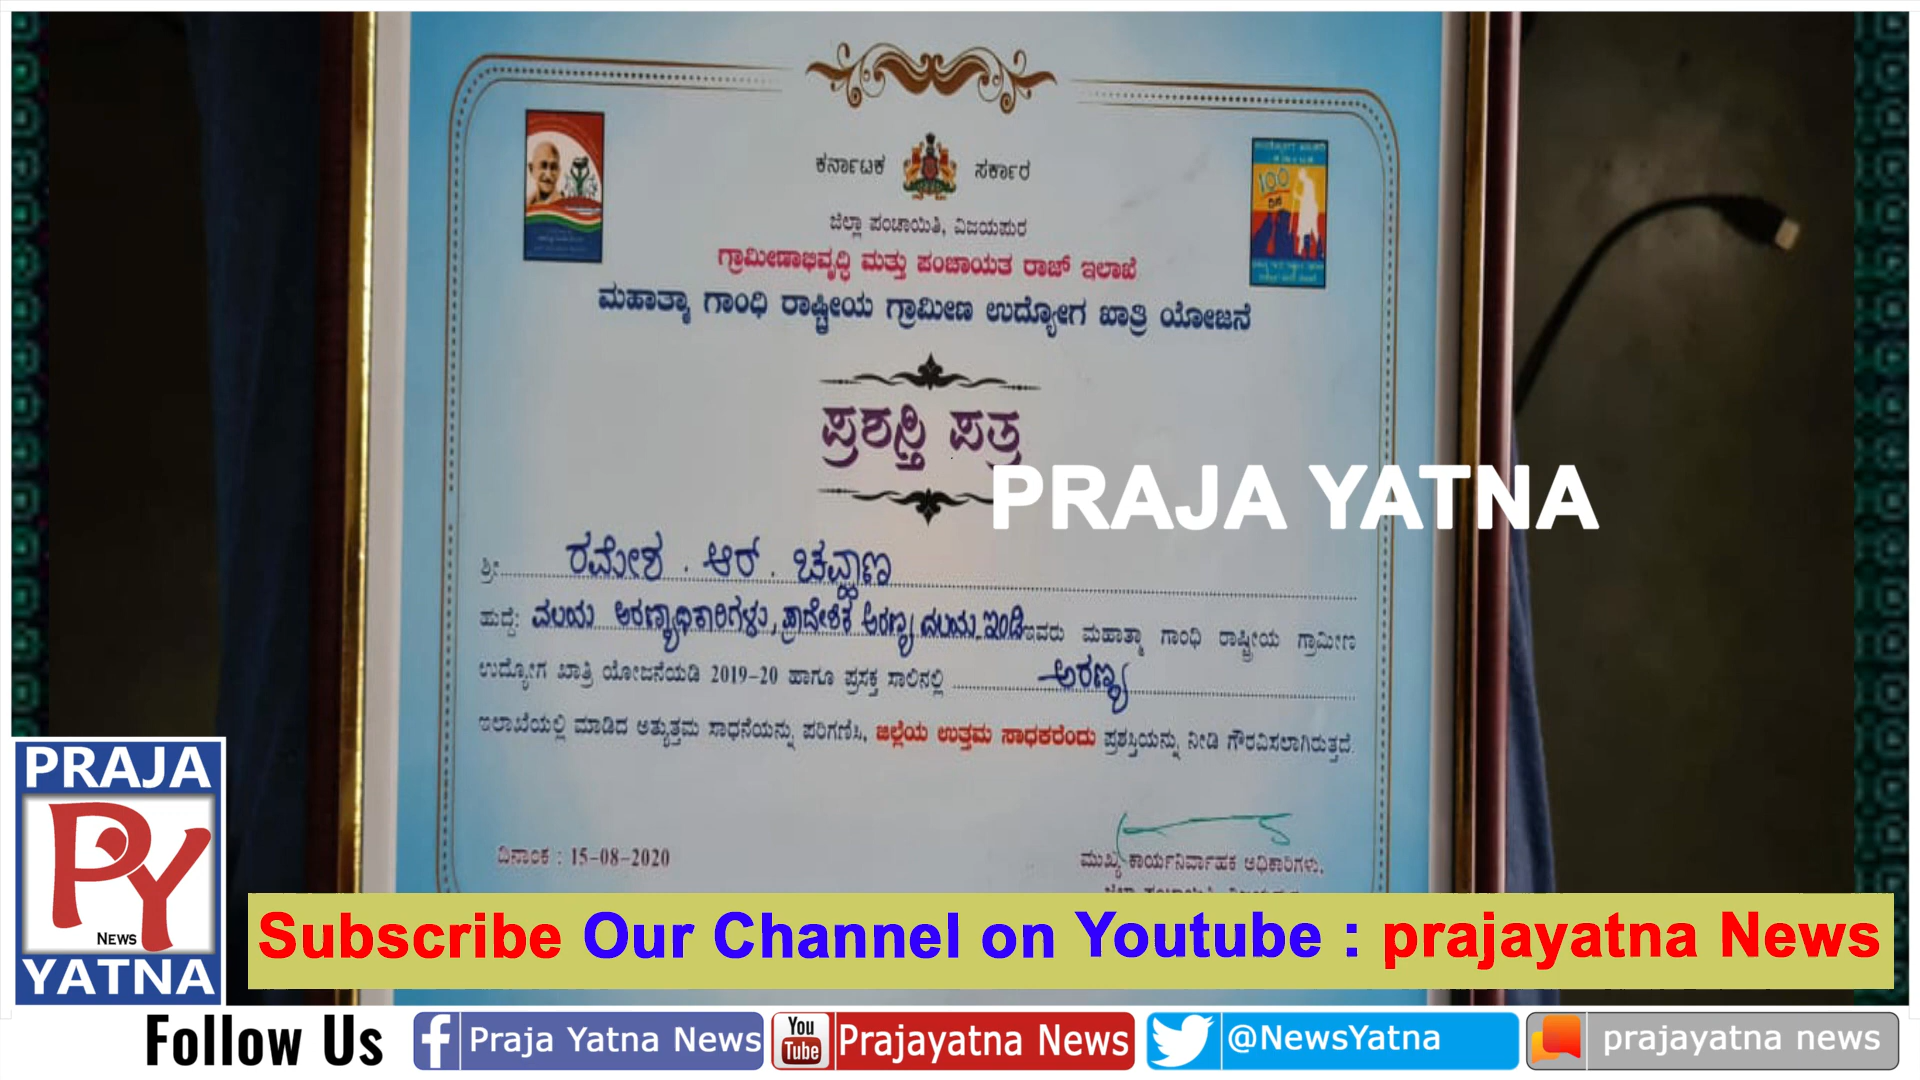 ಕರ್ನಾಟಕ ಸರ್ಕಾರ
ಜಿಲ್ಲಾ ಪಂಚಾಯಿತಿ, ವಿಜಯಪುರ
ಗ್ರಾಮೀಣಾಭಿವೃದ್ಧಿ ಮತ್ತು ಪಂಚಾಯತ ರಾಜ್ ಇಲಾಖೆ
ಮಹಾತ್ಮಾ ಗಾಂಧಿ ರಾಷ್ಟ್ರೀಯ ಗ್ರಾಮೀಣ ಉದ್ಯೋಗ ಖಾತ್ರಿ ಯೋಜನೆ
100
ದಿನ
ಪ್ರಶಸ್ತಿ ಪತ್ರ
PRAJA YATNA
ಶ್ರೀ ರಮೇಶ . ಆರ್ . ಚವ್ಹಾಣ
ಹುದ್ದೆ: ವಲಯ ಅರಣ್ಯಾಧಿಕಾರಿಗಳು, ಪ್ರಾದೇಶಿಕ ಅರಣ್ಯ ವಲಯ, ಇಂಡಿ ಇವರು ಮಹಾತ್ಮಾ ಗಾಂಧಿ ರಾಷ್ಟ್ರೀಯ ಗ್ರಾಮೀಣ
ಉದ್ಯೋಗ ಖಾತ್ರಿ ಯೋಜನೆಯಡಿ 2019-20 ಹಾಗೂ ಪ್ರಸಕ್ತ ಸಾಲಿನಲ್ಲಿ ಅರಣ್ಯ
ಇಲಾಖೆಯಲ್ಲಿ ಮಾಡಿದ ಅತ್ಯುತ್ತಮ ಸಾಧನೆಯನ್ನು ಪರಿಗಣಿಸಿ, ಜಿಲ್ಲೆಯ ಉತ್ತಮ ಸಾಧಕರೆಂದು ಪ್ರಶಸ್ತಿಯನ್ನು ನೀಡಿ ಗೌರವಿಸಲಾಗಿರುತ್ತದೆ.
ದಿನಾಂಕ : 15-08-2020
ಮುಖ್ಯ ಕಾರ್ಯನಿರ್ವಾಹಕ ಅಧಿಕಾರಿಗಳು,
PRAJA
PY
NEWS
YATNA
Subscribe Our Channel on Youtube : prajayatna News
Follow Us
f Praja Yatna News
You Tube Prajayatna News
@NewsYatna
prajayatna news